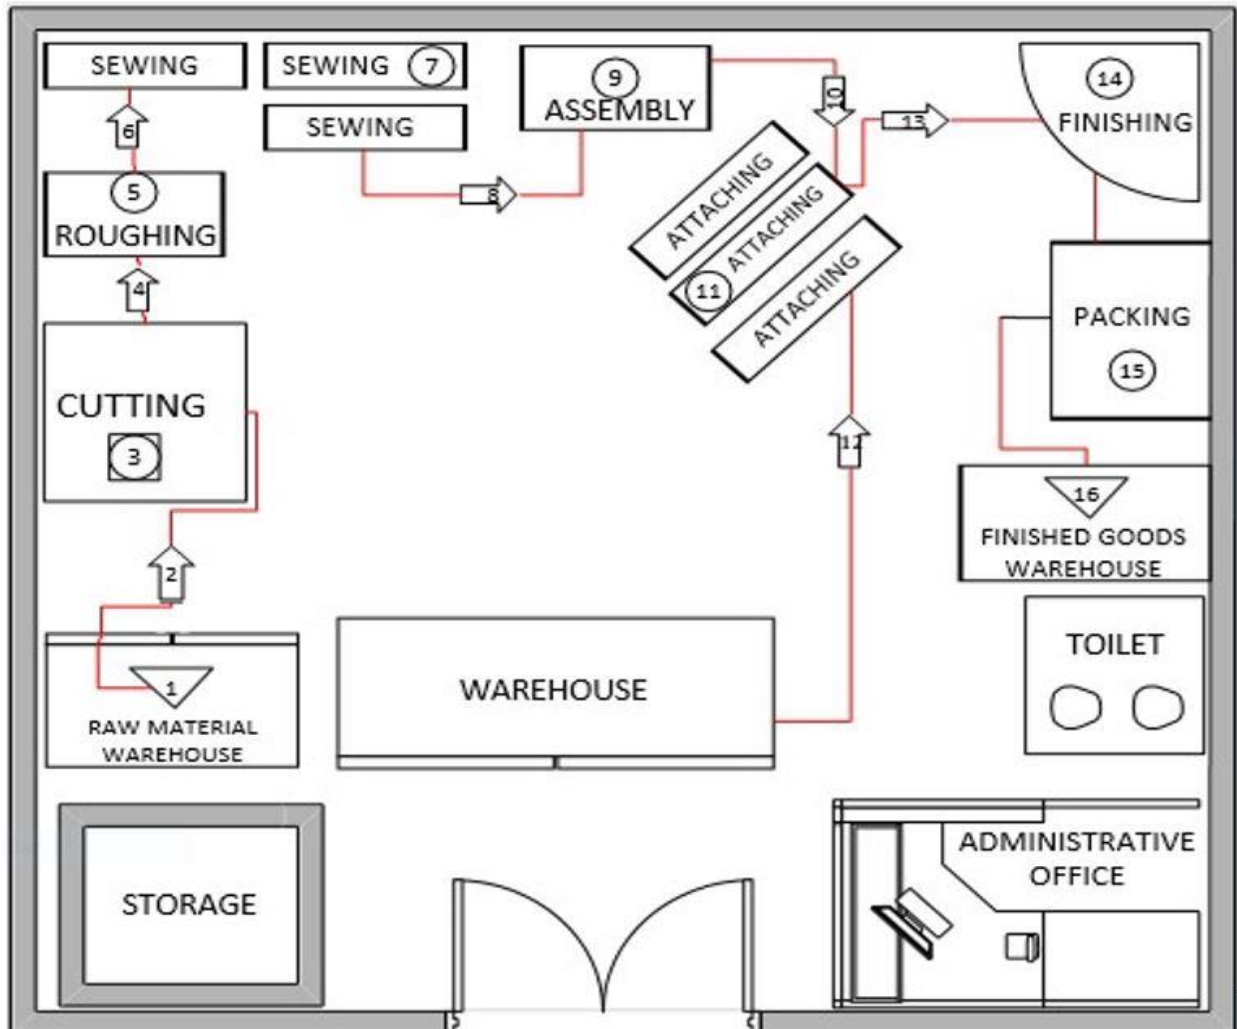 SEWING
SEWING 7
SEWING
6
5
ROUGHING
4
CUTTING
3
2
1
RAW MATERIAL
WAREHOUSE
8
9
ASSEMBLY
10
ATTACHING
ATTACHING
11
ATTACHING
12
13
14
FINISHING
PACKING
15
16
FINISHED GOODS
WAREHOUSE
TOILET
WAREHOUSE
STORAGE
ADMINISTRATIVE
OFFICE